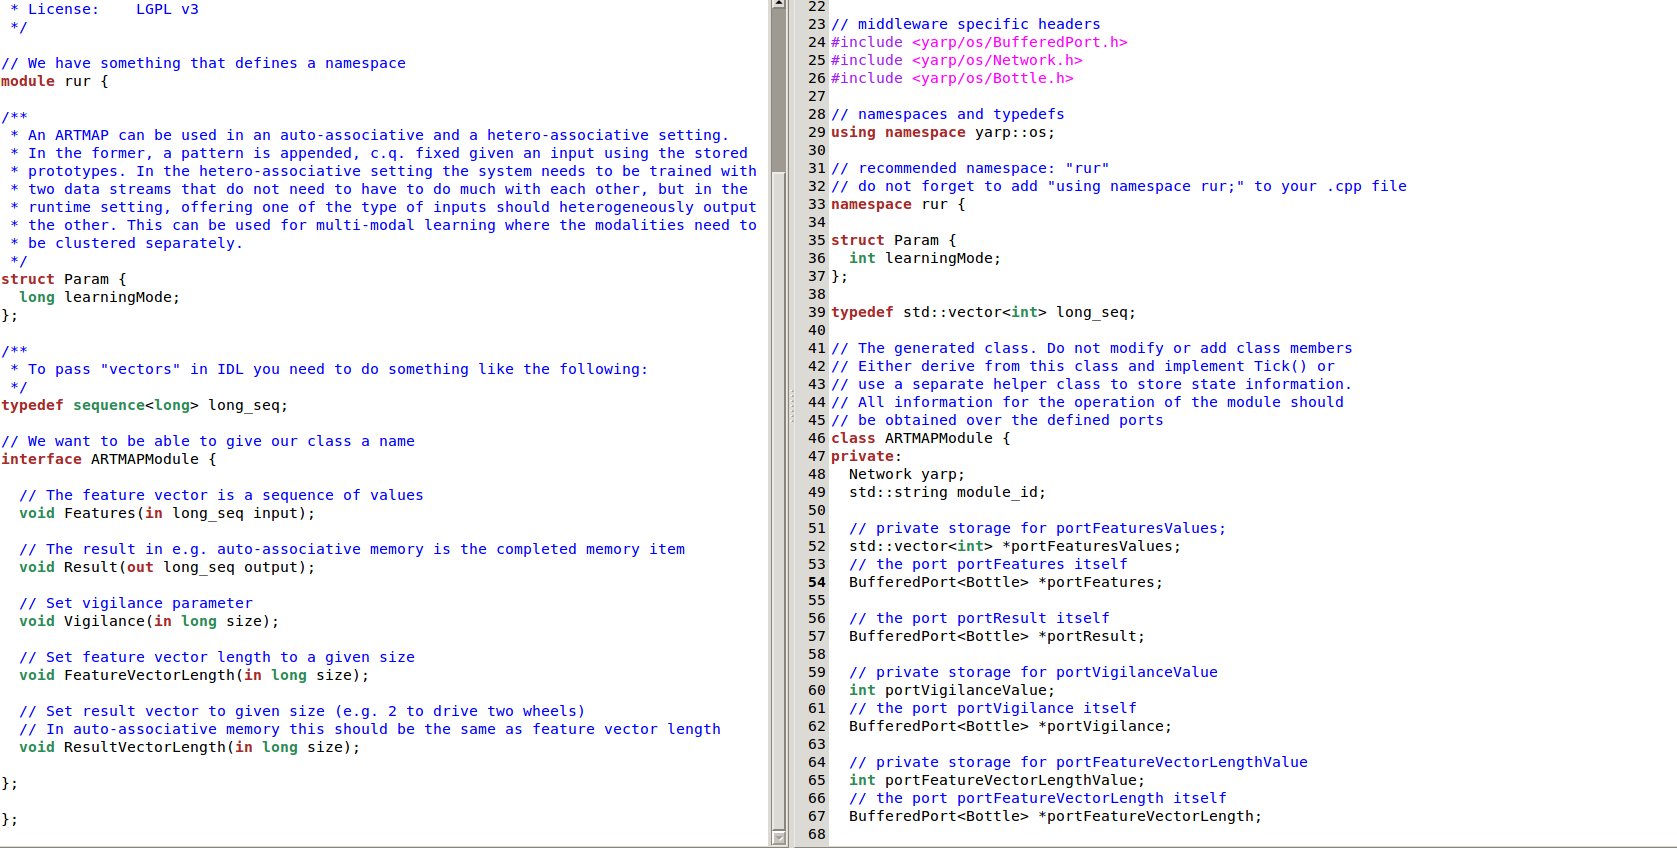 * License:    LGPL v3
 */

// We have something that defines a namespace
module rur {

/**
 * An ARTMAP can be used in an auto-associative and a hetero-associative setting.
 * In the former, a pattern is appended, c.q. fixed given an input using the stored
 * prototypes. In the hetero-associative setting the system needs to be trained with
 * two data streams that do not need to have to do much with each other, but in the
 * runtime setting, offering one of the type of inputs should heterogeneously output
 * the other. This can be used for multi-modal learning where the modalities need to
 * be clustered separately.
 */
struct Param {
  long learningMode;
};

/**
 * To pass "vectors" in IDL you need to do something like the following:
 */
typedef sequence<long> long_seq;

// We want to be able to give our class a name
interface ARTMAPModule {

  // The feature vector is a sequence of values
  void Features(in long_seq input);

  // The result in e.g. auto-associative memory is the completed memory item
  void Result(out long_seq output);

  // Set vigilance parameter
  void Vigilance(in long size);

  // Set feature vector length to a given size
  void FeatureVectorLength(in long size);

  // Set result vector to given size (e.g. 2 to drive two wheels)
  // In auto-associative memory this should be the same as feature vector length
  void ResultVectorLength(in long size);

};

};

22
23 // middleware specific headers
24 #include <yarp/os/BufferedPort.h>
25 #include <yarp/os/Network.h>
26 #include <yarp/os/Bottle.h>
27
28 // namespaces and typedefs
29 using namespace yarp::os;
30
31 // recommended namespace: "rur"
32 // do not forget to add "using namespace rur;" to your .cpp file
33 namespace rur {
34
35 struct Param {
36   int learningMode;
37 };
38
39 typedef std::vector<int> long_seq;
40
41 // The generated class. Do not modify or add class members
42 // Either derive from this class and implement Tick() or
43 // use a separate helper class to store state information.
44 // All information for the operation of the module should
45 // be obtained over the defined ports
46 class ARTMAPModule {
47 private:
48   Network yarp;
49   std::string module_id;
50
51   // private storage for portFeaturesValues;
52   std::vector<int> *portFeaturesValues;
53   // the port portFeatures itself
54   BufferedPort<Bottle> *portFeatures;
55
56   // the port portResult itself
57   BufferedPort<Bottle> *portResult;
58
59   // private storage for portVigilanceValue
60   int portVigilanceValue;
61   // the port portVigilance itself
62   BufferedPort<Bottle> *portVigilance;
63
64   // private storage for portFeatureVectorLengthValue
65   int portFeatureVectorLengthValue;
66   // the port portFeatureVectorLength itself
67   BufferedPort<Bottle> *portFeatureVectorLength;
68